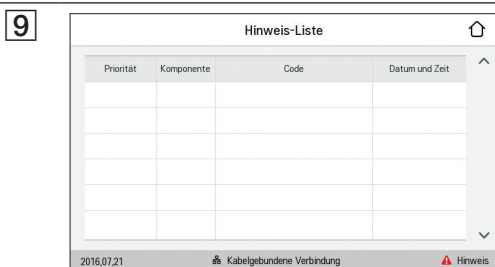 9
Hinweis-Liste
Priorität Komponente Code Datum und Zeit
2016,07,21 Kabelgebundene Verbindung Hinweis